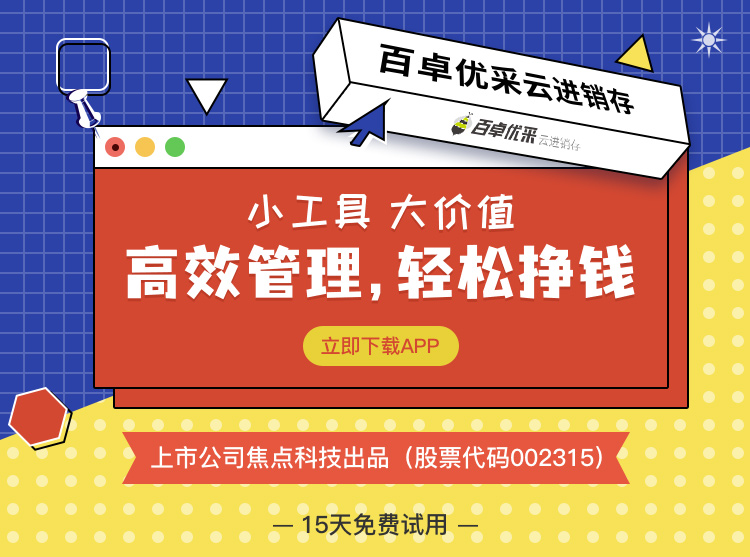 百卓优采云进销存
百卓优采 云进销存
小工具 大价值
高效管理,轻松挣钱
立即下载APP
上市公司焦点科技出品（股票代码002315）
— 15天免费试用 —